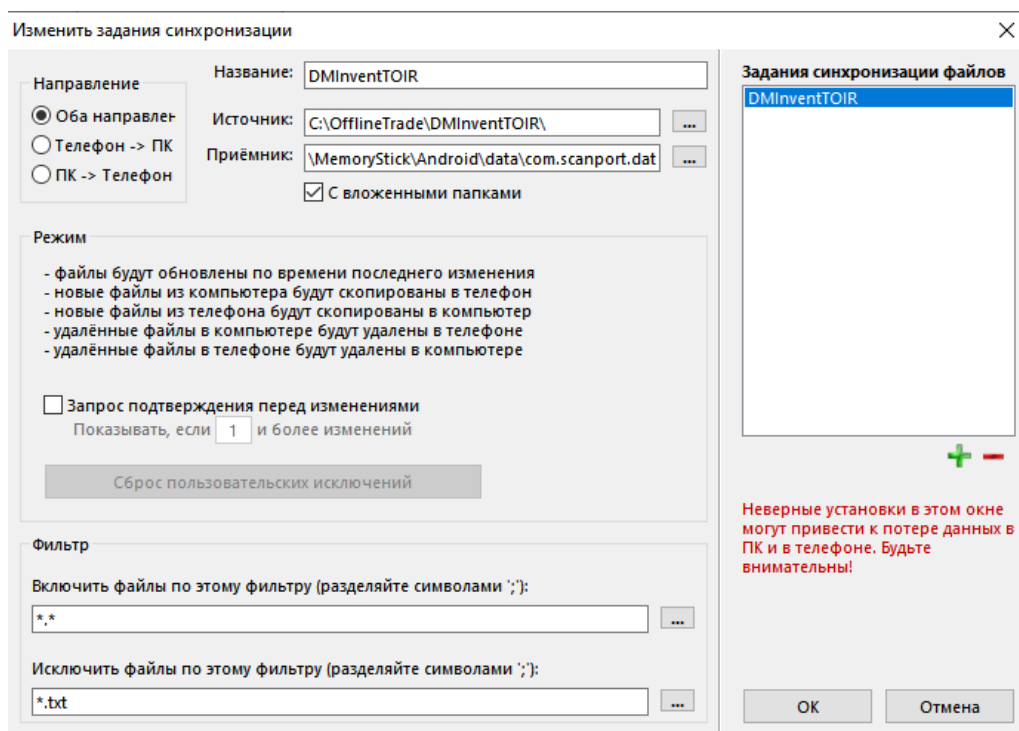 Изменить задания синхронизации
Направление
Оба направлен
Телефон -> ПК
ПК -> Телефон
Название:
DMInventTOIR
Источник:
C:\OfflineTrade\DMInventTOIR\
...
Приёмник:
\MemoryStick\Android\data\com.scanport.dat
...
С вложенными папками
Режим
- файлы будут обновлены по времени последнего изменения
- новые файлы из компьютера будут скопированы в телефон
- новые файлы из телефона будут скопированы в компьютер
- удалённые файлы в компьютере будут удалены в телефоне
- удалённые файлы в телефоне будут удалены в компьютере
Запрос подтверждения перед изменениями
Показывать, если 1 и более изменений
Сброс пользовательских исключений
Фильтр
Включить файлы по этому фильтру (разделяйте символами ';'):
*.*
...
Исключить файлы по этому фильтру (разделяйте символами ';'):
*.txt
...
Задания синхронизации файлов
DMInventTOIR
Неверные установки в этом окне
могут привести к потере данных в
ПК и в телефоне. Будьте
внимательны!
OK
Отмена